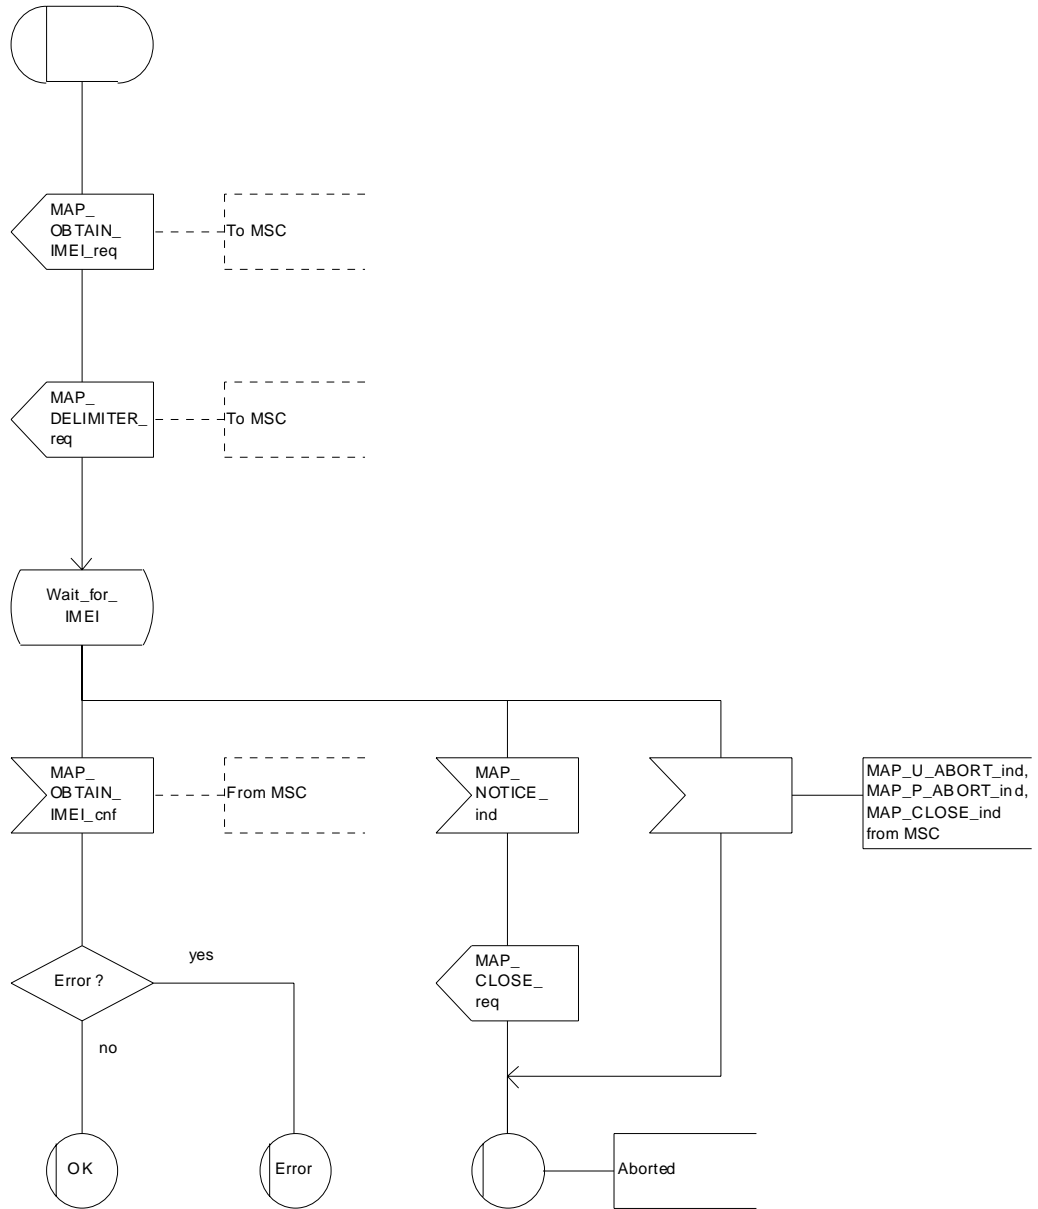 MAP_
OBTAIN_
IMEI_req
To MSC
MAP_
DELIMITER_
req
To MSC
Wait_for_
IMEI
MAP_
OBTAIN_
IMEI_cnf
From MSC
MAP_
NOTICE_
ind
MAP_U_ABORT_ind,
MAP_P_ABORT_ind,
MAP_CLOSE_ind
from MSC
Error ?
yes
no
MAP_
CLOSE_
req
OK
Error
Aborted